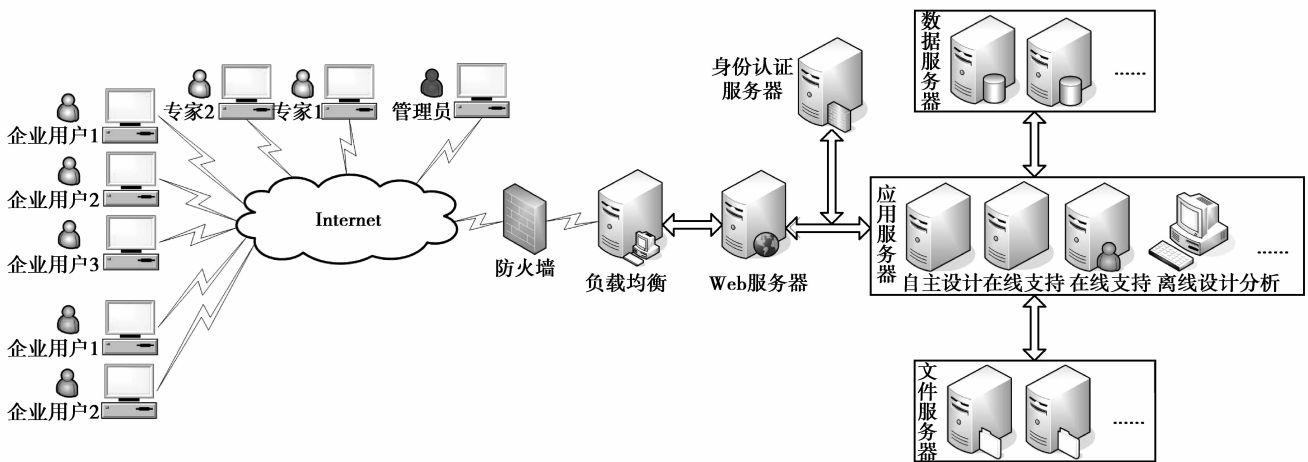 数据服务器
......
身份认证
服务器
专家2
专家1
管理员
企业用户1
企业用户2
企业用户3
企业用户1
企业用户2
Internet
防火墙
负载均衡
Web服务器
应用服务器
自主设计
在线支持
在线支持
离线设计分析
......
文件服务器
......